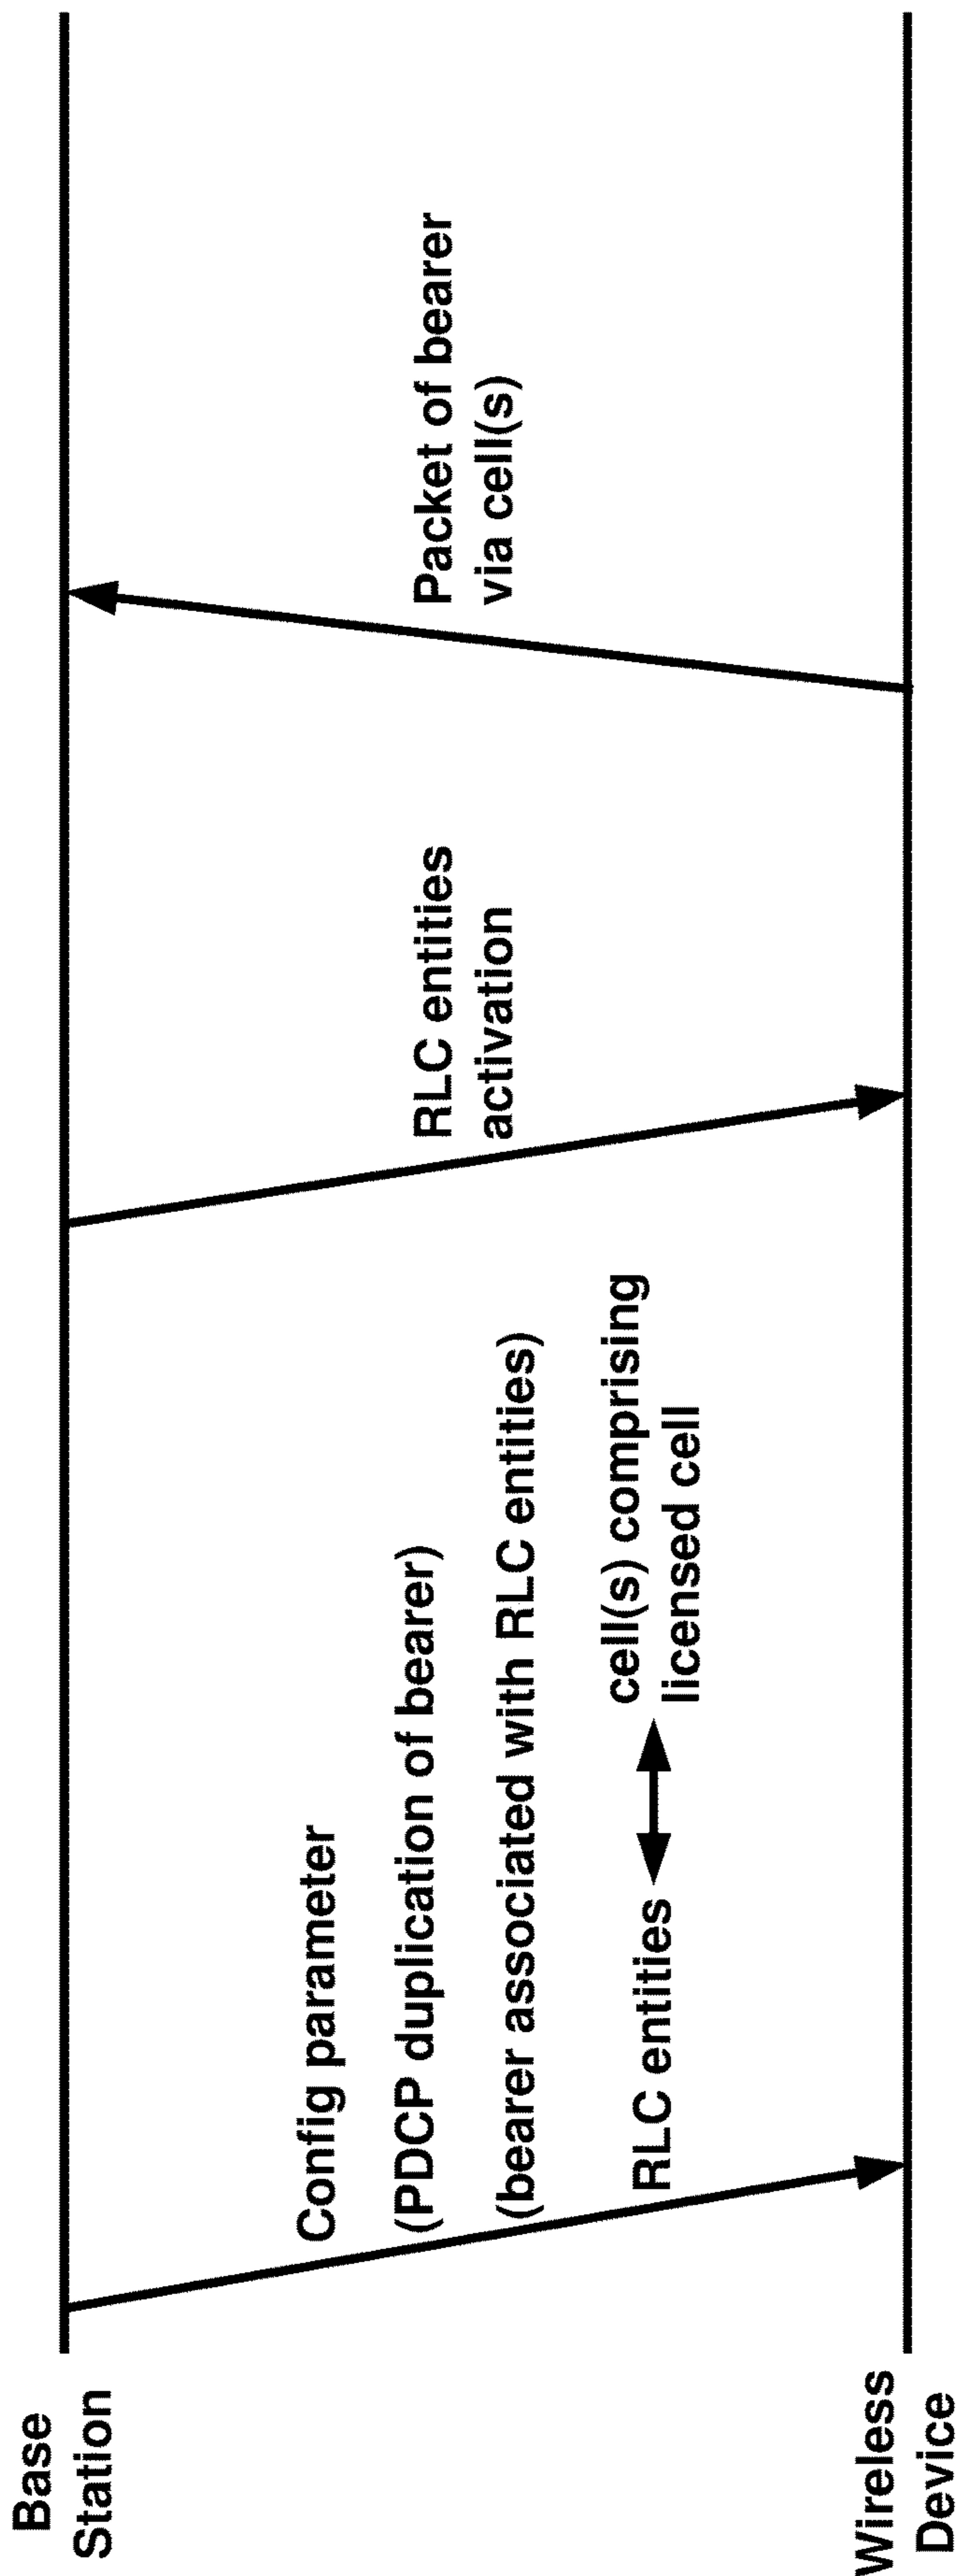 Base
Station
Config parameter
(PDCP duplication of bearer)
(bearer associated with RLC entities)
RLC entities
cell(s) comprising
licensed cell
RLC entities
activation
Packet of bearer
via cell(s)
Wireless
Device